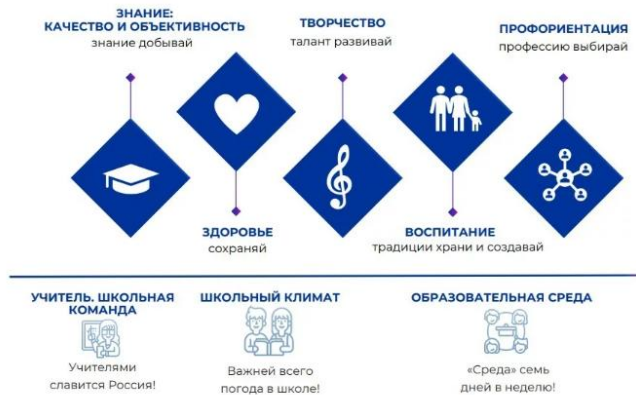 ЗНАНИЕ:
КАЧЕСТВО И ОБЪЕКТИВНОСТЬ
знание добывай
ТВОРЧЕСТВО
талант развивай
ПРОФОРИЕНТАЦИЯ
профессию выбирай
ЗДОРОВЬЕ
сохраняй
ВОСПИТАНИЕ
традиции храни и создавай
УЧИТЕЛЬ. ШКОЛЬНАЯ
КОМАНДА
Учителями
славится Россия!
ШКОЛЬНЫЙ КЛИМАТ
Важней всего
погода в школе!
ОБРАЗОВАТЕЛЬНАЯ СРЕДА
«Среда» семь
дней в неделю!